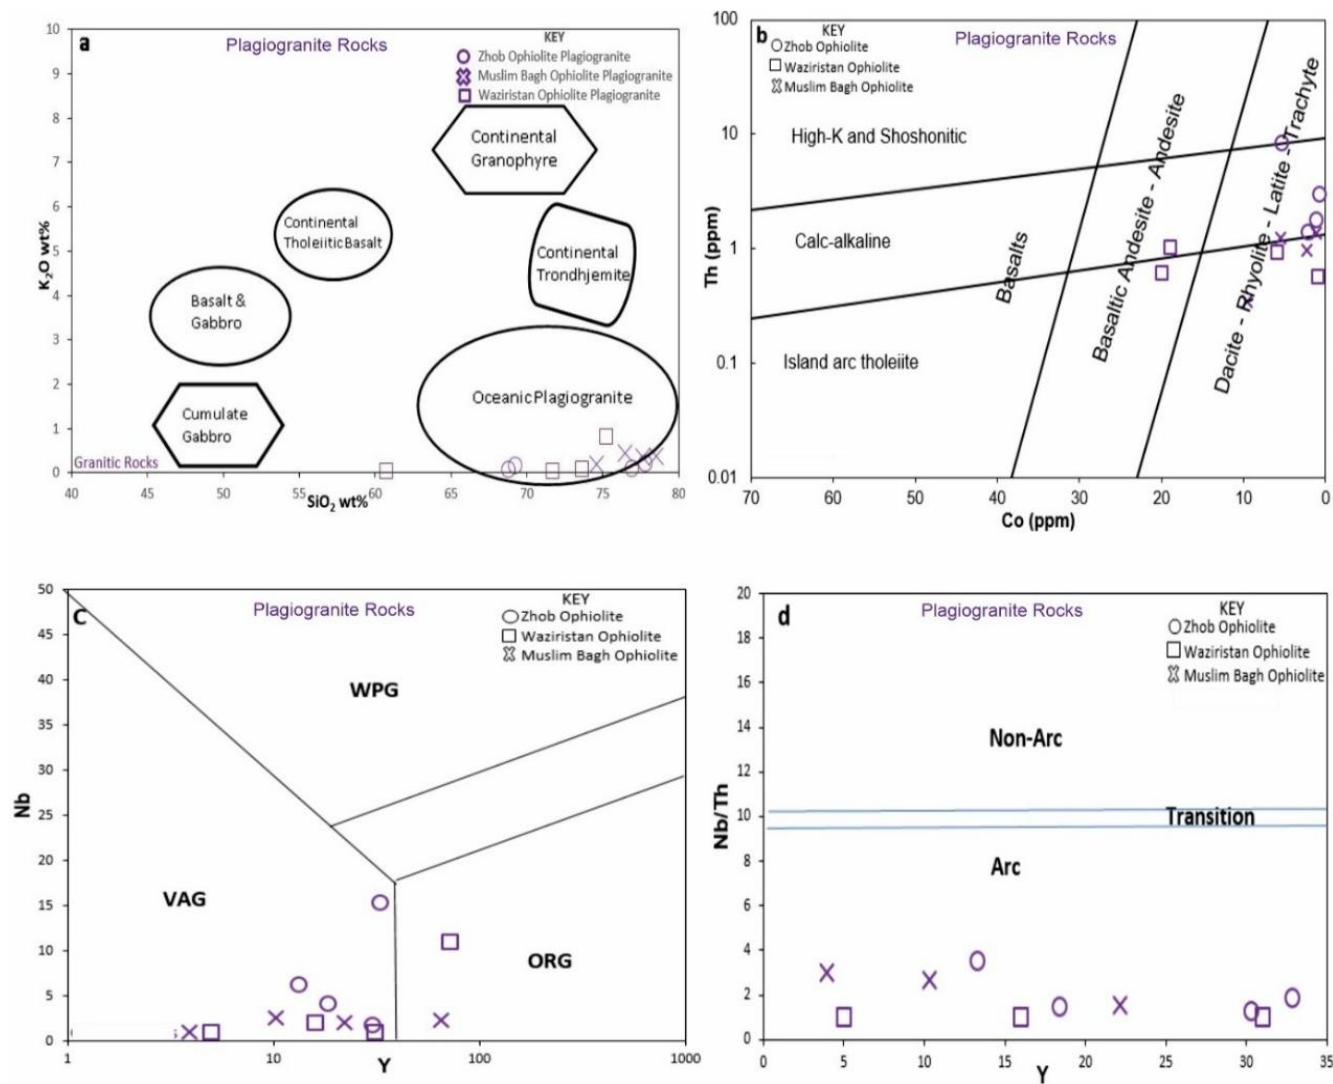 a
Plagiogranite Rocks
KEY
Zhob Ophiolite Plagiogranite
Muslim Bagh Ophiolite Plagiogranite
Waziristan Ophiolite Plagiogranite
10
9
8
7
6
5
4
3
2
1
0
K2O wt%
Continental
Granophyre
Continental
Tholeiitic Basalt
Continental
Trondhjemite
Basalt &
Gabbro
Oceanic Plagiogranite
Cumulate
Gabbro
Granitic Rocks
40 45 50 55 60 65 70 75 80
SiO2 wt%
b
Plagiogranite Rocks
KEY
Zhob Ophiolite
Waziristan Ophiolite
Muslim Bagh Ophiolite
100
10
1
0.1
0.01
Th (ppm)
High-K and Shoshonitic
Calc-alkaline
Island arc tholeiite
Basalts
Basaltic Andesite - Andesite
Dacite - Rhyolite - Latite - Trachyte
70 60 50 40 30 20 10 0
Co (ppm)
C
Plagiogranite Rocks
KEY
Zhob Ophiolite
Waziristan Ophiolite
Muslim Bagh Ophiolite
50
45
40
35
30
25
20
15
10
5
0
Nb
WPG
VAG
ORG
1 10 100 1000
Y
d
Plagiogranite Rocks
KEY
Zhob Ophiolite
Waziristan Ophiolite
Muslim Bagh Ophiolite
20
18
16
14
12
10
8
6
4
2
0
Nb/Th
Non-Arc
Transition
Arc
0 5 10 15 20 25 30 35
Y